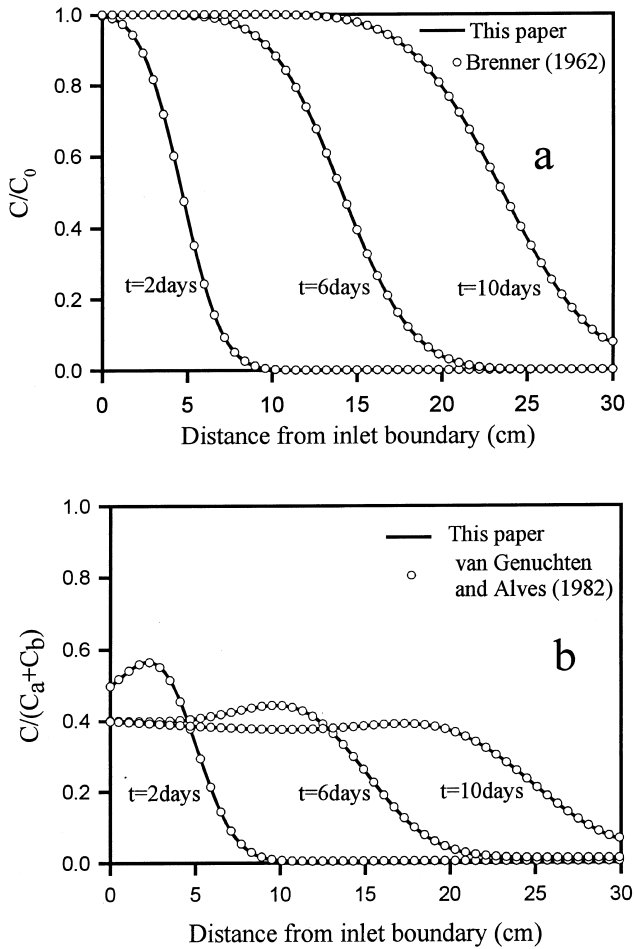 1.0
This paper
Brenner (1962)
0.8
0.6
a
C/C0
0.4
t=2days t=6days t=10days
0.2
0.0
0 5 10 15 20 25 30
Distance from inlet boundary (cm)
1.0
This paper
van Genuchten
and Alves (1982)
0.8
0.6
b
C/(Ca+Cb)
0.4
t=2days t=6days t=10days
0.2
0.0
0 5 10 15 20 25 30
Distance from inlet boundary (cm)